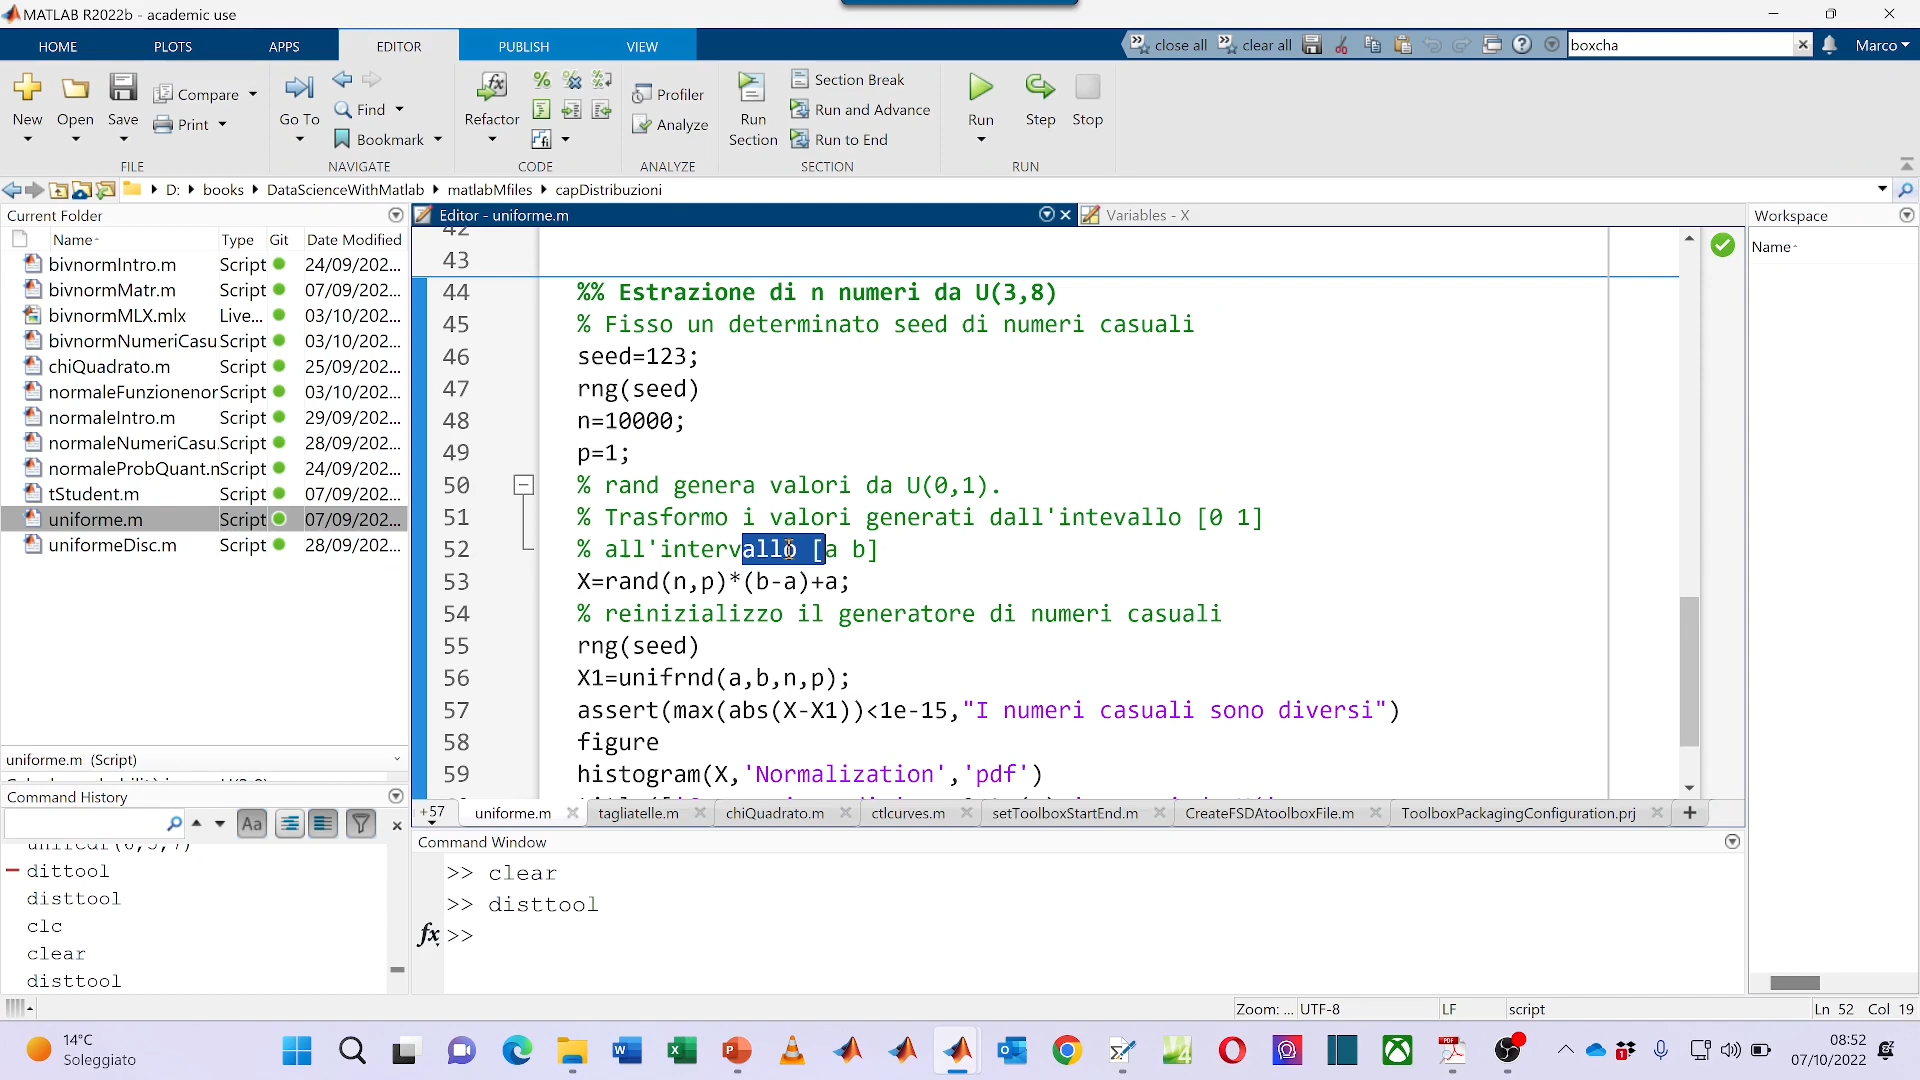 MATLAB R2022b - academic use
HOME PLOTS APPS EDITOR PUBLISH VIEW
close all clear all boxcha Marco
New Open Save Compare Print
FILE
Go To Find Bookmark
NAVIGATE
Refactor
CODE
Profiler
Analyze
ANALYZE
Run Section
Section Break
Run and Advance
Run to End
SECTION
Run Step Stop
RUN
D: books DataScienceWithMatlab matlabMfiles capDistribuzioni
Current Folder
Name Type Git Date Modified
bivnormIntro.m Script 24/09/202...
bivnormMatr.m Script 07/09/202...
bivnormMLX.mlx Live... 03/10/202...
bivnormNumeriCasu Script 03/10/202...
chiQuadrato.m Script 25/09/202...
normaleFunzionenor Script 03/10/202...
normaleIntro.m Script 29/09/202...
normaleNumeriCasu. Script 28/09/202...
normaleProbQuant.n Script 24/09/202...
tStudent.m Script 07/09/202...
uniforme.m Script 07/09/202...
uniformeDisc.m Script 28/09/202...
uniforme.m (Script)
Command History
Aa
unifcdf(6,3,7)
dittool
disttool
clc
clear
disttool
Editor - uniforme.m
Variables - X
42
43
44 %% Estrazione di n numeri da U(3,8)
45 % Fisso un determinato seed di numeri casuali
46 seed=123;
47 rng(seed)
48 n=10000;
49 p=1;
50 % rand genera valori da U(0,1).
51 % Trasformo i valori generati dall'intevallo [0 1]
52 % all'intervallo [a b]
53 X=rand(n,p)*(b-a)+a;
54 % reinizializzo il generatore di numeri casuali
55 rng(seed)
56 X1=unifrnd(a,b,n,p);
57 assert(max(abs(X-X1))<1e-15,"I numeri casuali sono diversi")
58 figure
59 histogram(X,'Normalization','pdf')
+57 uniforme.m tagliatelle.m chiQuadrato.m ctlcurves.m setToolboxStartEnd.m CreateFSDAtoolboxFile.m ToolboxPackagingConfiguration.prj
Command Window
>> clear
>> disttool
fx >>
Workspace
Name
Zoom: ... UTF-8 LF script Ln 52 Col 19
14°C
Soleggiato
08:52
07/10/2022